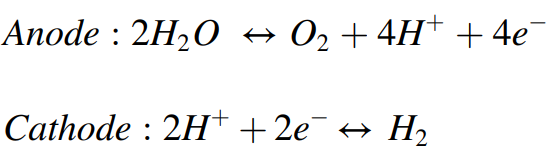 Anode : 2H₂O ↔ O₂ + 4H⁺ + 4e⁻
Cathode : 2H⁺ + 2e⁻ ↔ H₂